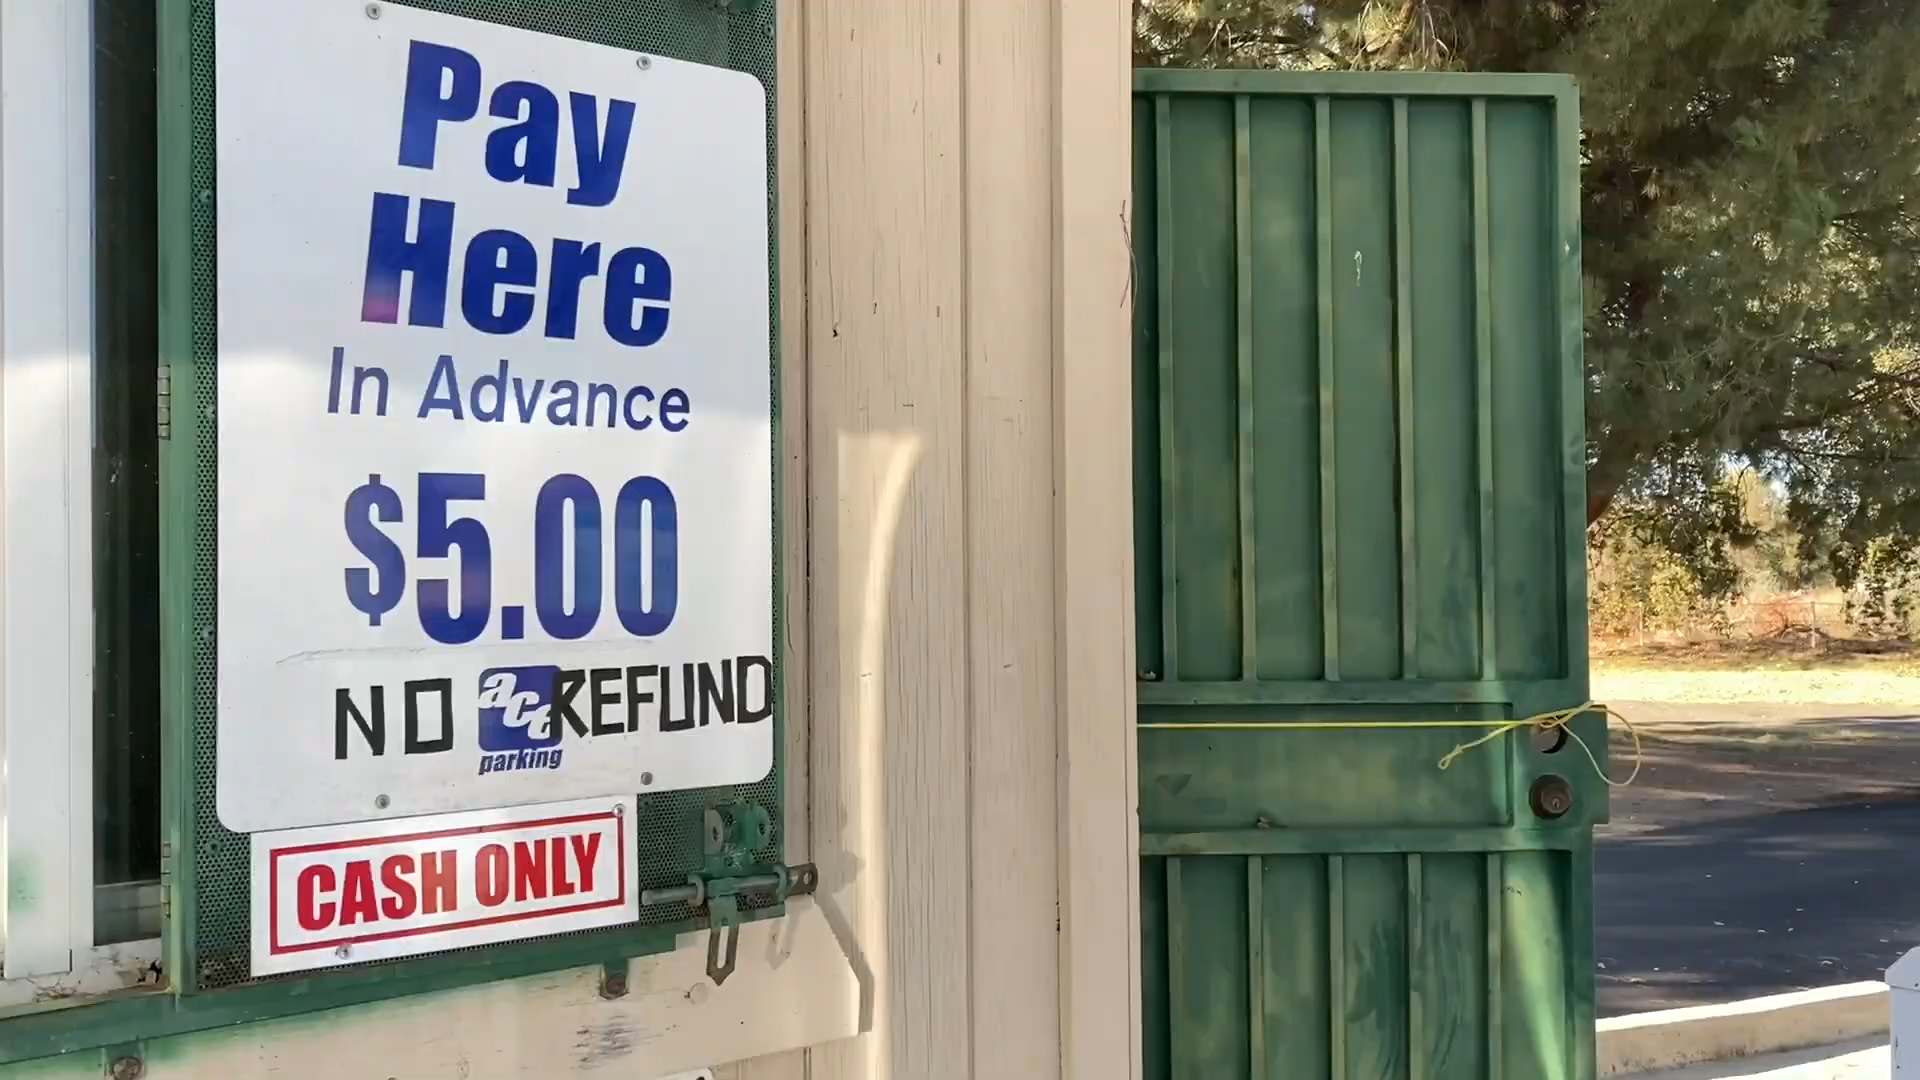 Pay
Here
In Advance
$5.00
NO REFUND
ace
parking
CASH ONLY